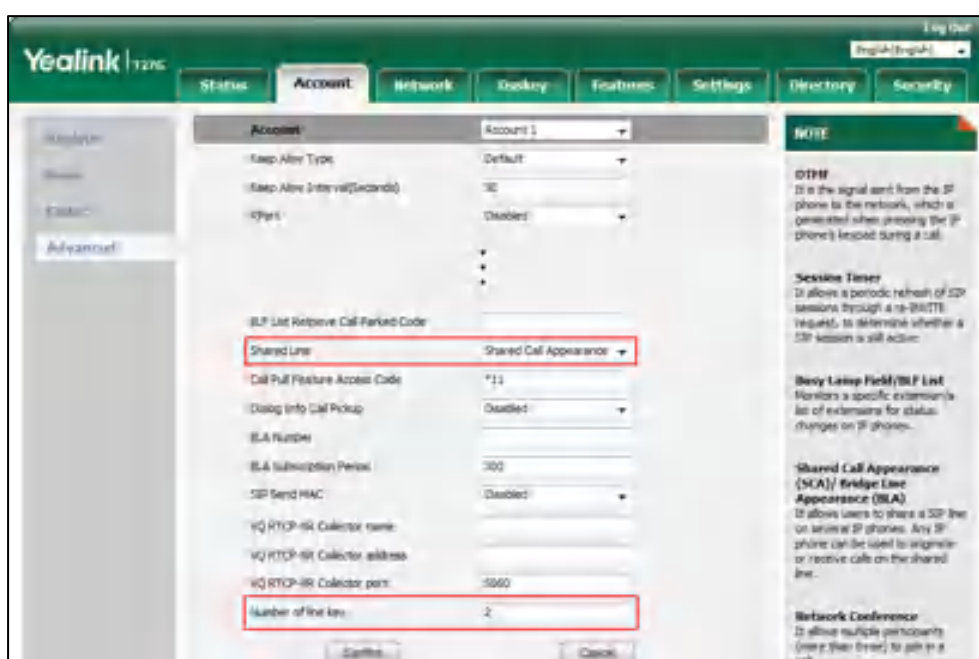 Log Out
English(English)
Yealink T27G
Status Account Network Dsskey Features Settings Directory Security
Register
Basic
Codec
Advanced
Account Account 1
Keep Alive Type Default
Keep Alive Interval(Seconds) 30
RPort Disabled
BLF List Retrieve Call Parked Code
Shared Line Shared Call Appearance
Call Pull Feature Access Code *11
Dialog Info Call Pickup Disabled
BLA Number
BLA Subscription Period 300
SIP Send MAC Disabled
VQ RTCP-XR Collector name
VQ RTCP-XR Collector address
VQ RTCP-XR Collector port 5060
Number of line key 2
Confirm Cancel
NOTE
DTMF
It is the signal sent from the IP
phone to the network, which is
generated when pressing the IP
phone's keypad during a call.
Session Timer
It allows a periodic refresh of SIP
sessions through a re-INVITE
request, to determine whether a
SIP session is still active.
Busy Lamp Field/BLF List
Monitors a specific extension/a
list of extensions for status
changes on IP phones.
Shared Call Appearance
(SCA)/ Bridge Line
Appearance (BLA)
It allows users to share a SIP line
on several IP phones. Any IP
phone can be used to originate
or receive calls on the shared
line.
Network Conference
It allows multiple participants
(more than three) to join in a